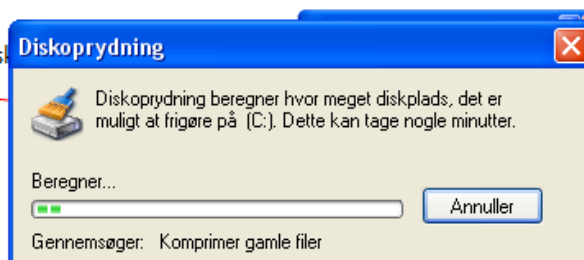 Diskoprydning
Diskoprydning beregner hvor meget diskplads, det er
muligt at frigøre på (C:). Dette kan tage nogle minutter.
Beregner...
Annuller
Gennemsøger: Komprimer gamle filer